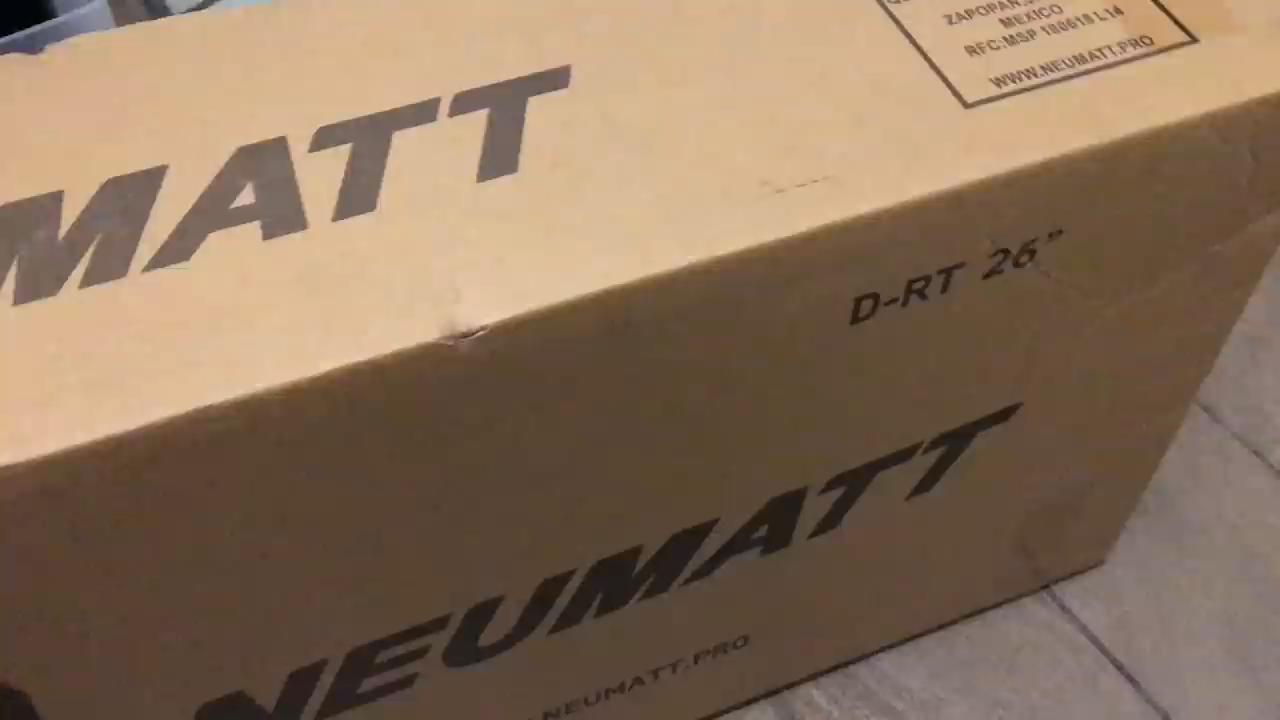 ZAPOPAN,
MEXICO
RFC:MSP 180618 L14
WWW.NEUMATT.PRO
MATT
D-RT 26"
NEUMATT
.NEUMATT.PRO